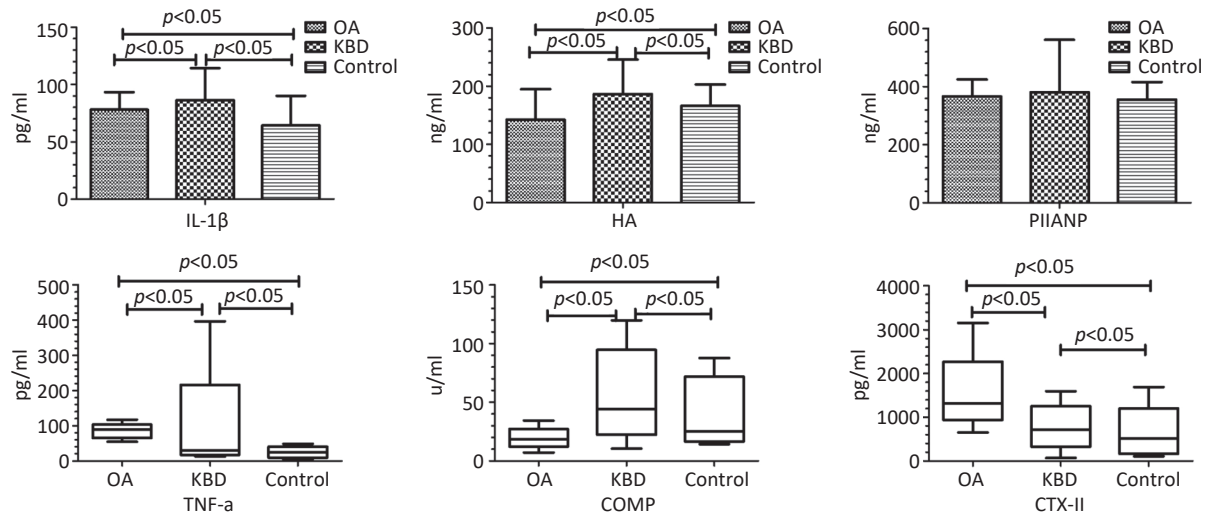 p<0.05
p<0.05 p<0.05
OA
KBD
Control
150
100
50
0
pg/ml
IL-1β
p<0.05
p<0.05 p<0.05
OA
KBD
Control
300
200
100
0
ng/ml
HA
OA
KBD
Control
600
400
200
0
ng/ml
PIIANP
p<0.05
p<0.05 p<0.05
500
400
300
200
100
0
pg/ml
OA KBD Control
TNF-a
p<0.05
p<0.05 p<0.05
150
100
50
0
u/ml
OA KBD Control
COMP
p<0.05
p<0.05
p<0.05
4000
3000
2000
1000
0
pg/ml
OA KBD Control
CTX-II